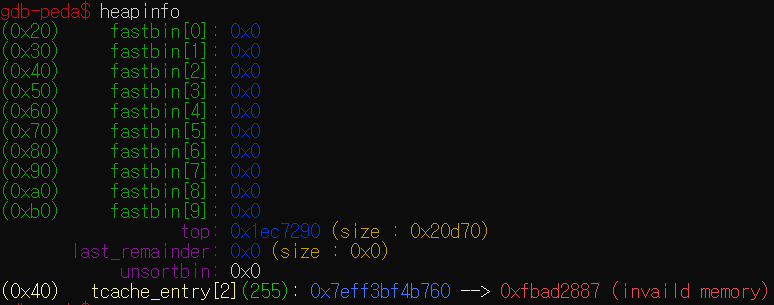 gdb-peda$ heapinfo
(0x20) fastbin[0]: 0x0
(0x30) fastbin[1]: 0x0
(0x40) fastbin[2]: 0x0
(0x50) fastbin[3]: 0x0
(0x60) fastbin[4]: 0x0
(0x70) fastbin[5]: 0x0
(0x80) fastbin[6]: 0x0
(0x90) fastbin[7]: 0x0
(0xa0) fastbin[8]: 0x0
(0xb0) fastbin[9]: 0x0
top: 0x1ec7290 (size : 0x20d70)
last_remainder: 0x0 (size : 0x0)
unsortbin: 0x0
(0x40) tcache_entry[2](255): 0x7eff3bf4b760 --> 0xfbad2887 (invaild memory)